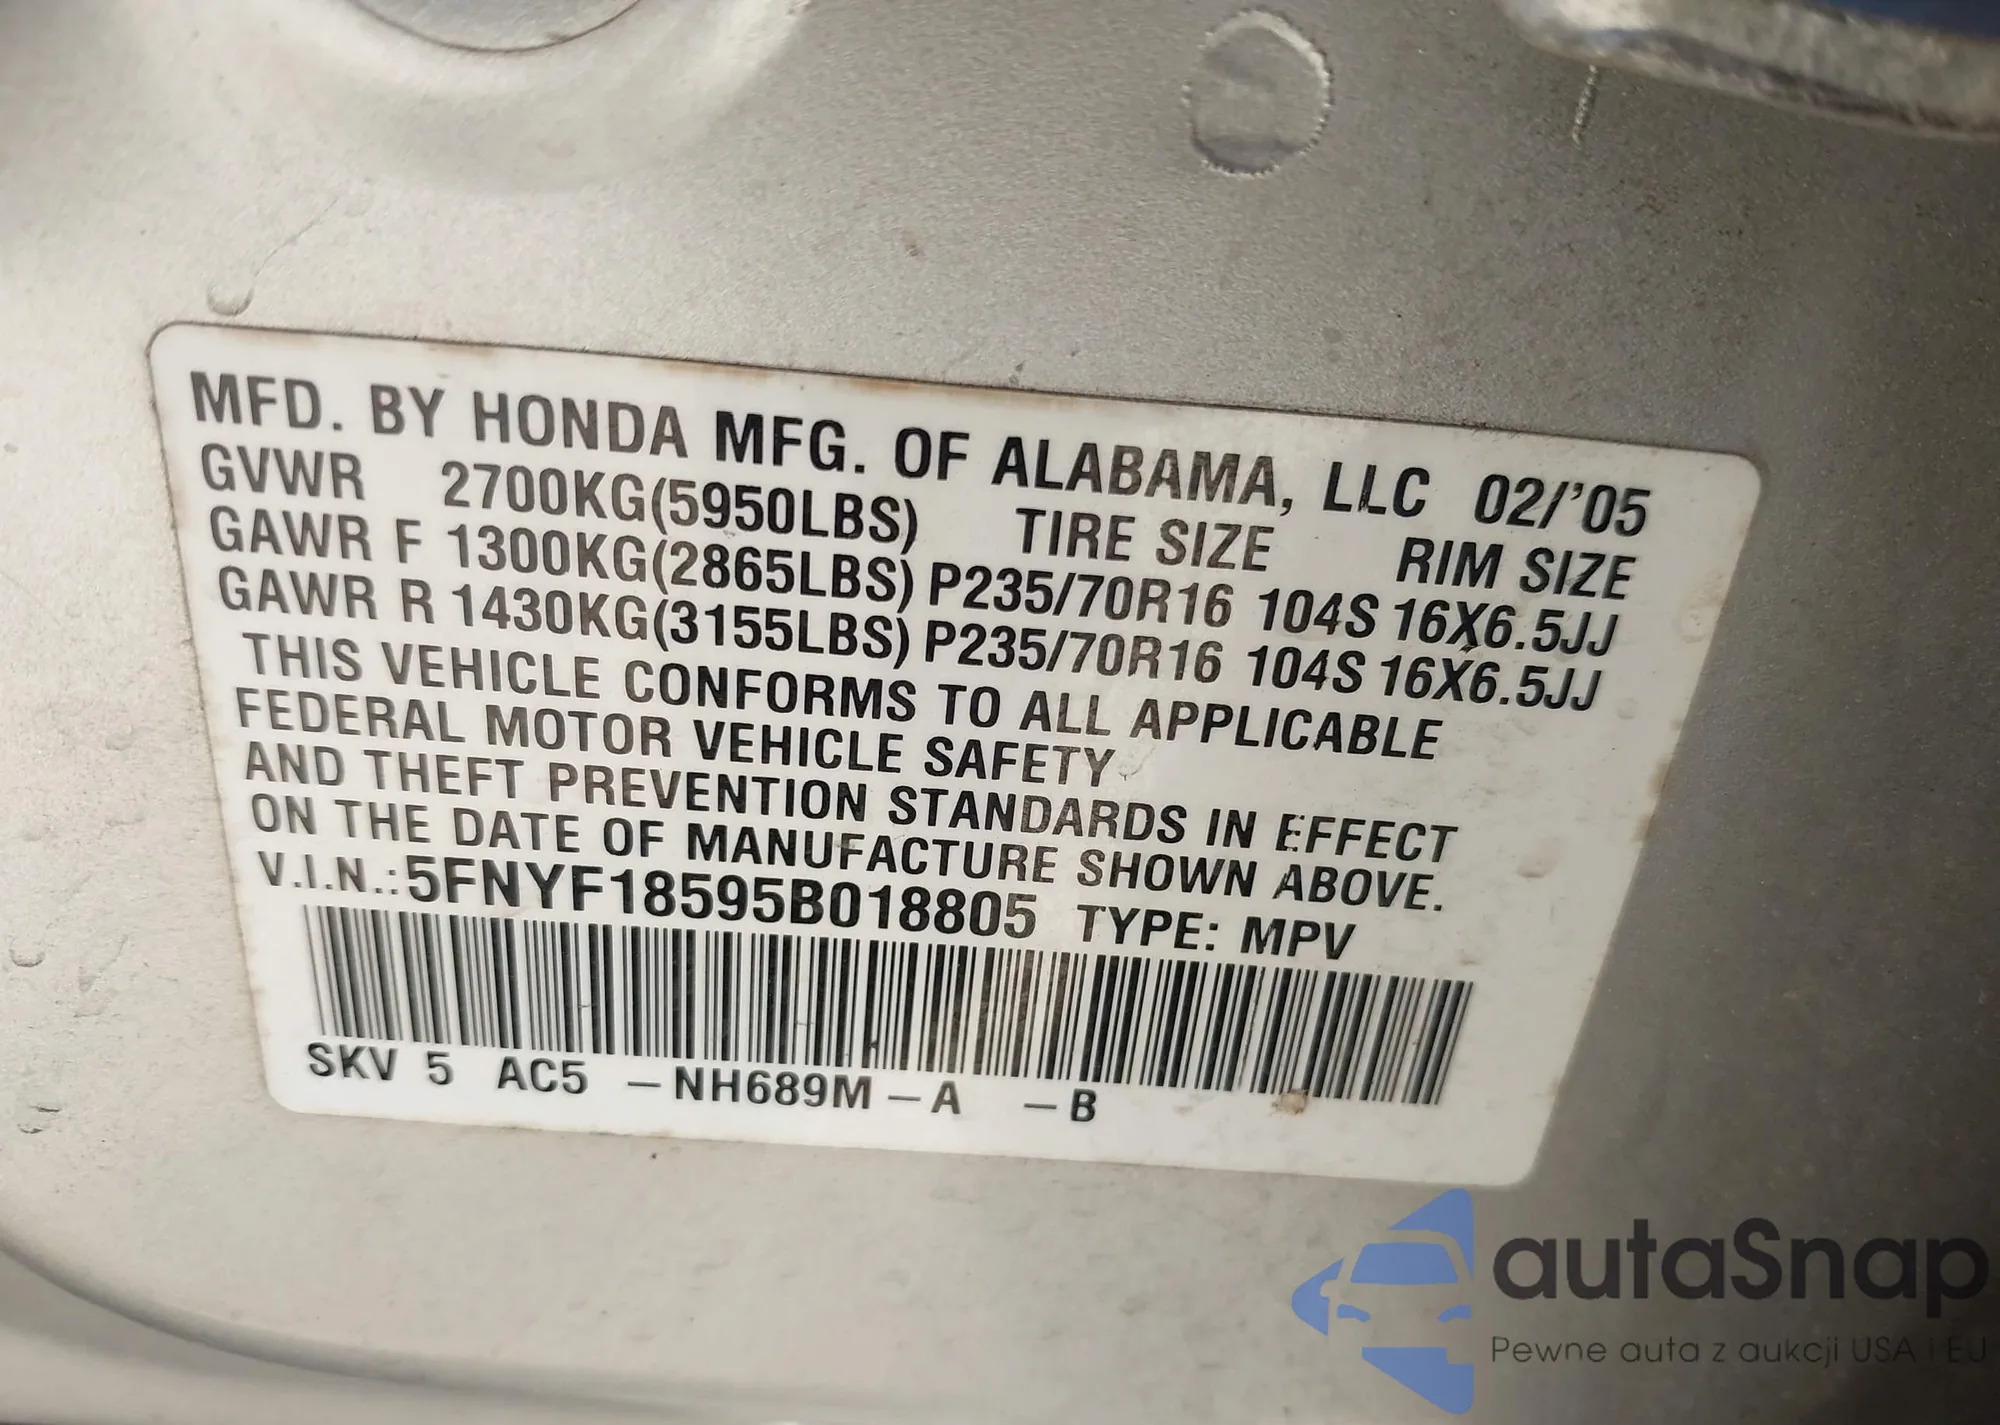 MFD. BY HONDA MFG. OF ALABAMA, LLC 02/'05
GVWR 2700KG(5950LBS) TIRE SIZE RIM SIZE
GAWR F 1300KG(2865LBS) P235/70R16 104S 16X6.5JJ
GAWR R 1430KG(3155LBS) P235/70R16 104S 16X6.5JJ
THIS VEHICLE CONFORMS TO ALL APPLICABLE
FEDERAL MOTOR VEHICLE SAFETY
AND THEFT PREVENTION STANDARDS IN EFFECT
ON THE DATE OF MANUFACTURE SHOWN ABOVE.
V.I.N.:5FNYF18595B018805 TYPE: MPV
SKV 5 AC5 -NH689M-A -B
autaSnap
Pewne auta z aukcji USA i EU